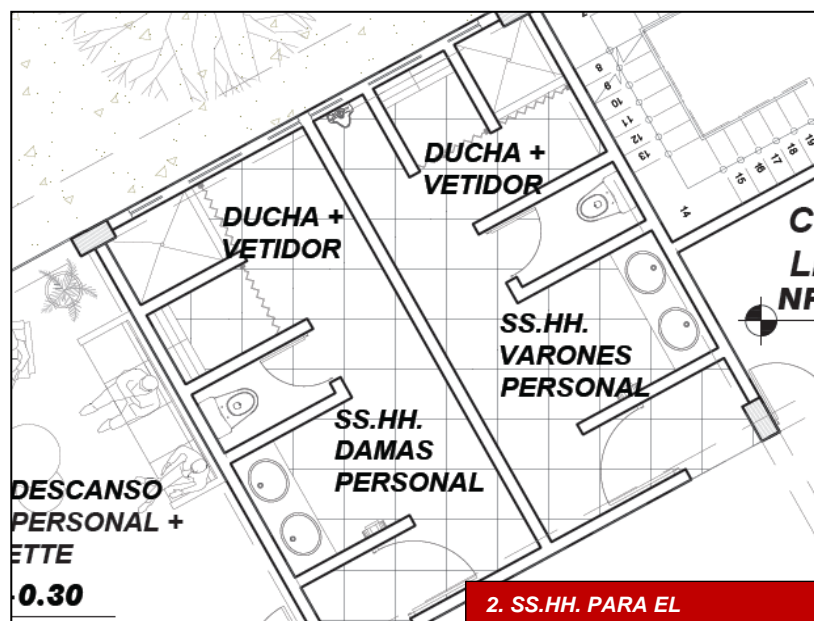 8
9
10
11
12
13
14
15
16
17
18
19
DUCHA +
VETIDOR
DUCHA +
VETIDOR
SS.HH.
VARONES
PERSONAL
SS.HH.
DAMAS
PERSONAL
DESCANSO
PERSONAL +
ETTE
0.30
C
NF
2. SS.HH. PARA EL